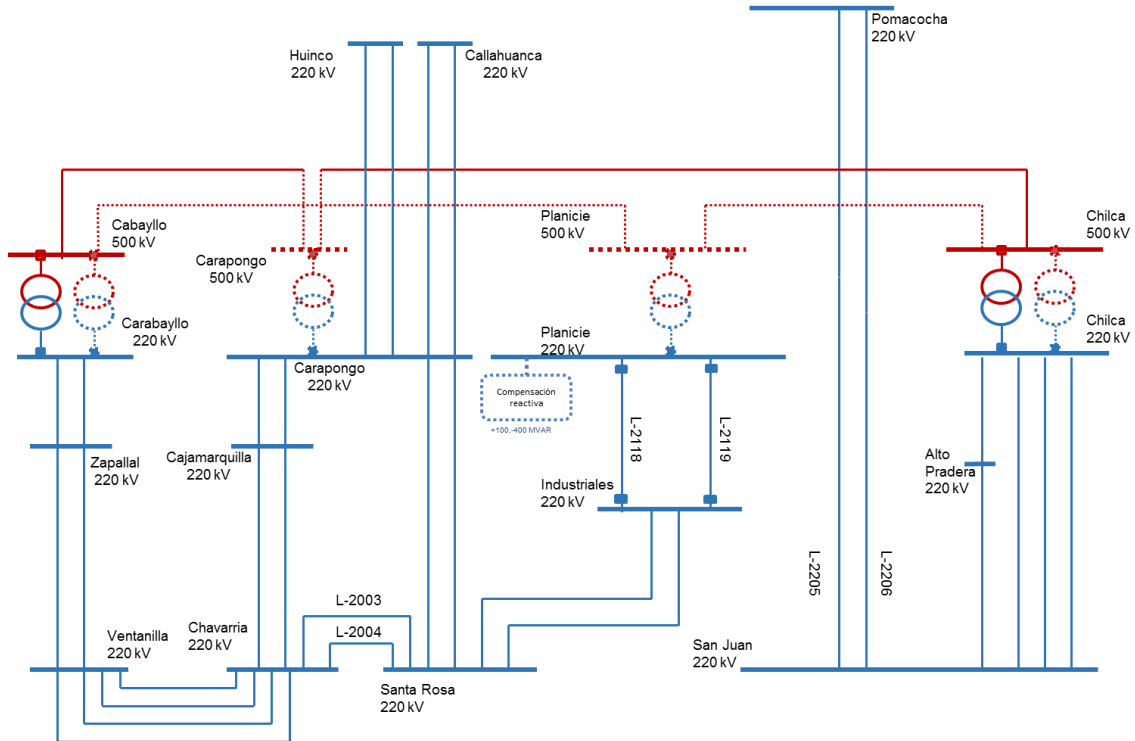 Pomacocha
220 kV
Huinco
220 kV
Callahuanca
220 kV
Cabayllo
500 kV
Carapongo
500 kV
Planicie
500 kV
Chilca
500 kV
Carabayllo
220 kV
Carapongo
220 kV
Planicie
220 kV
Chilca
220 kV
Compensación
reactiva
+100,-400 MVAR
Zapallal
220 kV
Cajamarquilla
220 kV
L-2118
L-2119
Industriales
220 kV
Alto
Pradera
220 kV
L-2205
L-2206
L-2003
L-2004
Ventanilla
220 kV
Chavarria
220 kV
Santa Rosa
220 kV
San Juan
220 kV